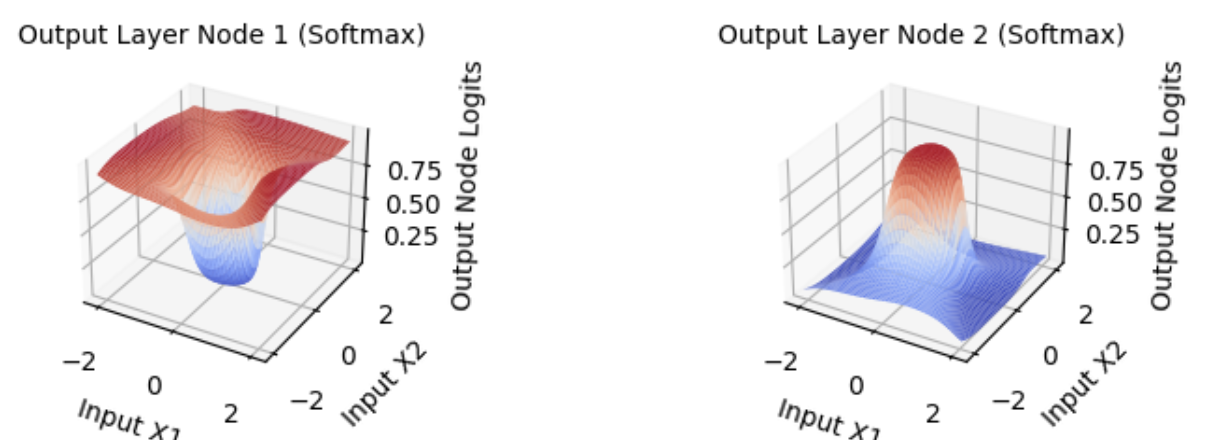 Output Layer Node 1 (Softmax)
Output Node Logits
0.75
0.50
0.25
−2
0
2
Input X1
−2
0
2
Input X2
Output Layer Node 2 (Softmax)
Output Node Logits
0.75
0.50
0.25
−2
0
2
Input X1
−2
0
2
Input X2